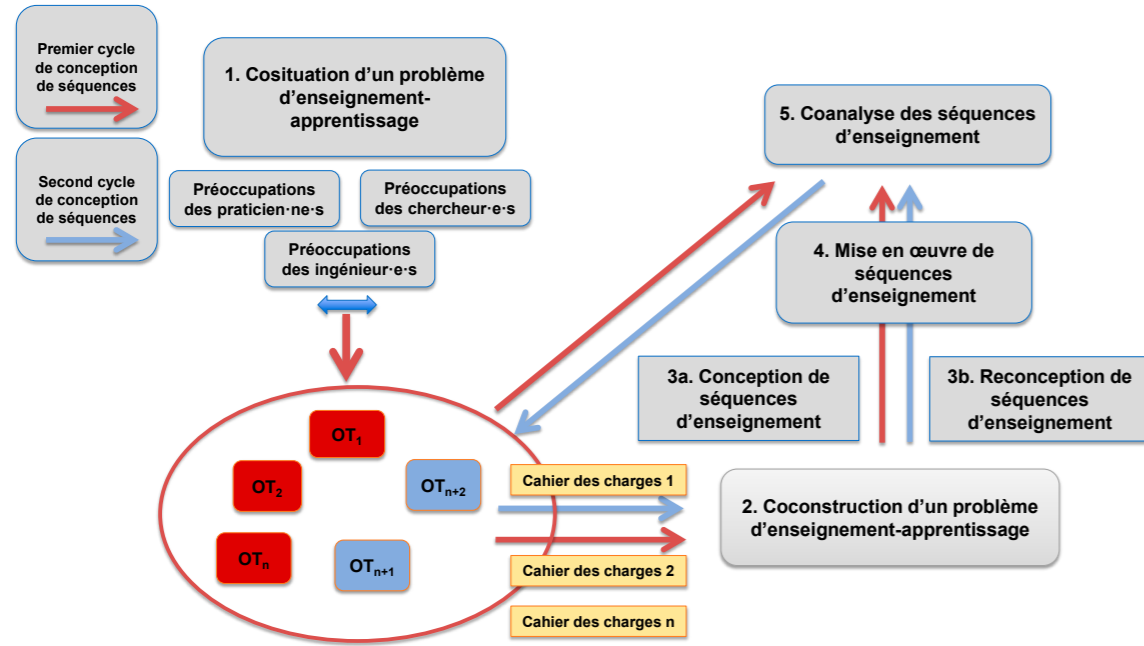 Premier cycle
de conception
de séquences
Second cycle
de conception
de séquences
1. Cosituation d’un problème
d’enseignement-
apprentissage
Préoccupations
des praticien·ne·s
Préoccupations
des chercheur·e·s
Préoccupations
des ingénieur·e·s
5. Coanalyse des séquences
d’enseignement
4. Mise en œuvre de
séquences
d’enseignement
3a. Conception de
séquences
d’enseignement
3b. Reconception de
séquences
d’enseignement
OT1
OT2
OTn+2
OTn
OTn+1
Cahier des charges 1
Cahier des charges 2
Cahier des charges n
2. Coconstruction d’un problème
d’enseignement-apprentissage